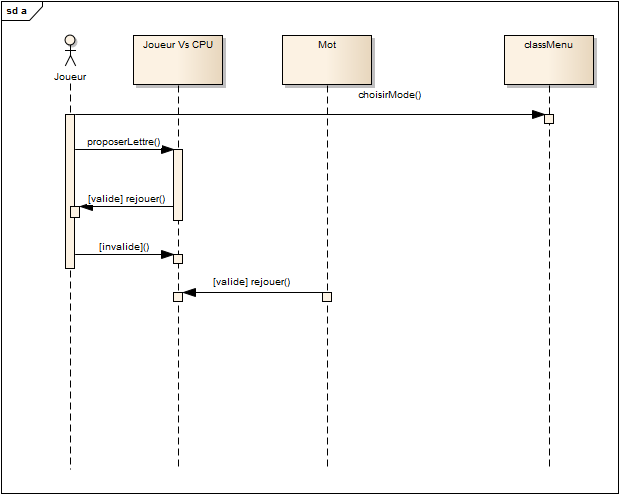 sd a
Joueur Vs CPU
Mot
classMenu
Joueur
choisirMode()
proposerLettre()
[valide] rejouer()
[invalide]()
[valide] rejouer()